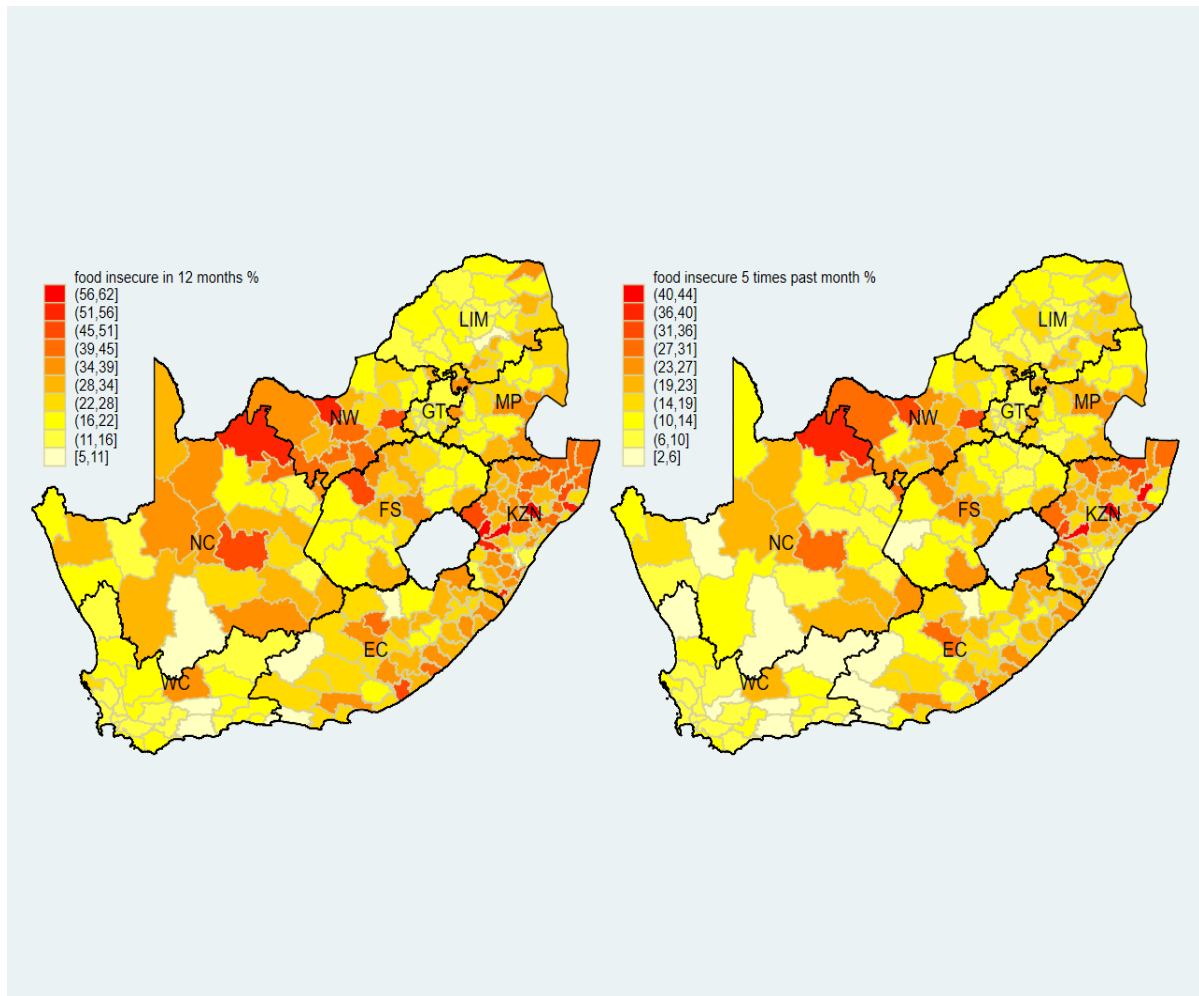 food insecure in 12 months %
(56,62]
(51,56]
(45,51]
(39,45]
(34,39]
(28,34]
(22,28]
(16,22]
(11,16]
[5,11]
LIM
NW
GT
MP
FS
KZN
NC
EC
WC
food insecure 5 times past month %
(40,44]
(36,40]
(31,36]
(27,31]
(23,27]
(19,23]
(14,19]
(10,14]
(6,10]
[2,6]
LIM
NW
GT
MP
FS
KZN
NC
EC
WC